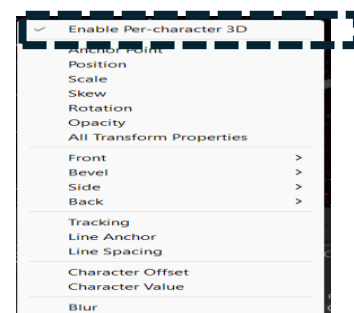 Enable Per-character 3D
Anchor Point
Position
Scale
Skew
Rotation
Opacity
All Transform Properties
Front >
Bevel >
Side >
Back >
Tracking
Line Anchor
Line Spacing
Character Offset
Character Value
Blur